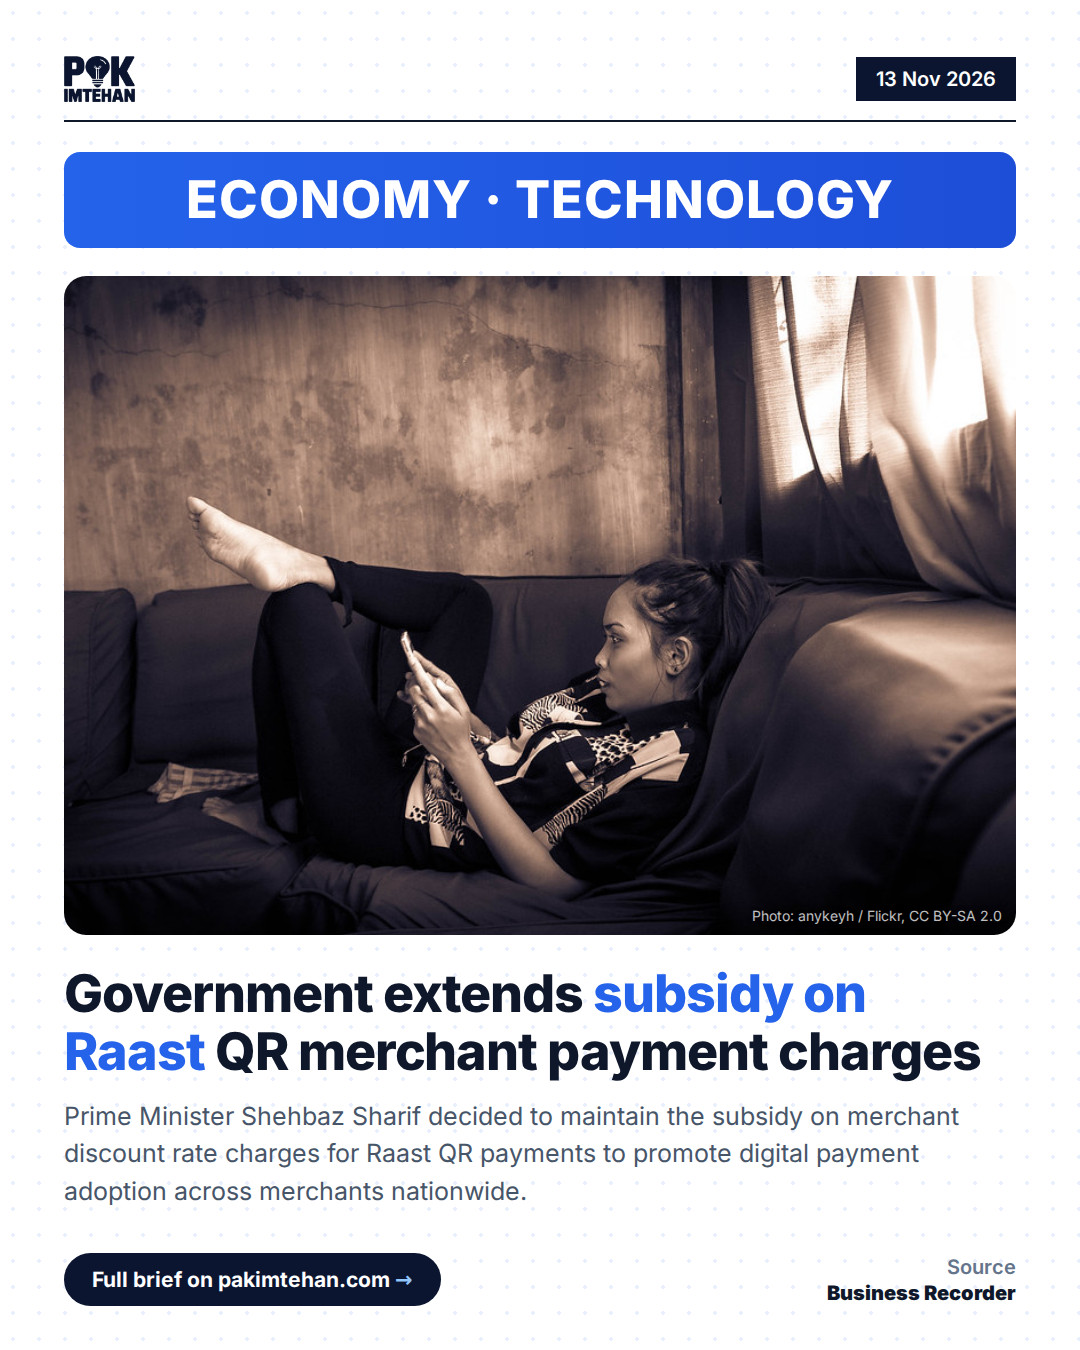 PAK
IMTEHAN
13 Nov 2026
ECONOMY · TECHNOLOGY
Photo: anykeyh / Flickr, CC BY-SA 2.0
Government extends subsidy on
Raast QR merchant payment charges
Prime Minister Shehbaz Sharif decided to maintain the subsidy on merchant
discount rate charges for Raast QR payments to promote digital payment
adoption across merchants nationwide.
Full brief on pakimtehan.com →
Source
Business Recorder